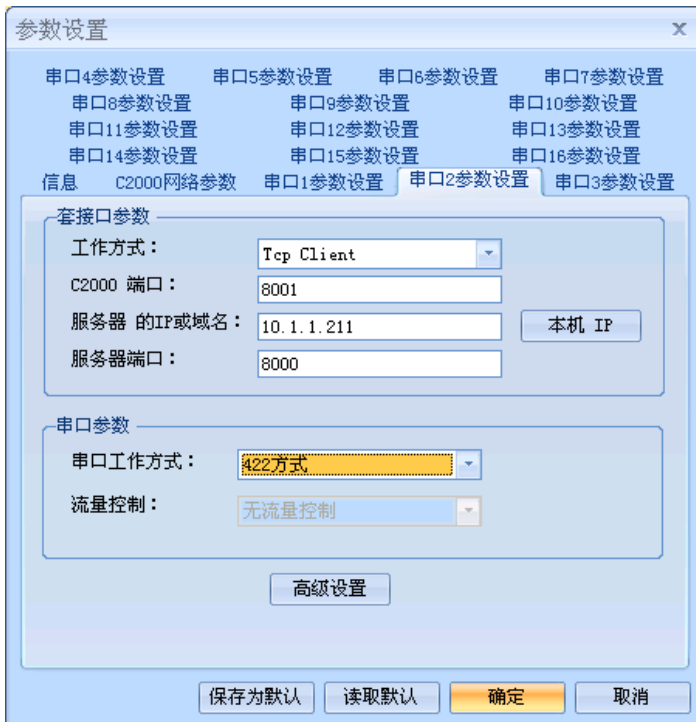 参数设置
串口4参数设置 串口5参数设置 串口6参数设置 串口7参数设置
串口8参数设置 串口9参数设置 串口10参数设置
串口11参数设置 串口12参数设置 串口13参数设置
串口14参数设置 串口15参数设置 串口16参数设置
信息 C2000网络参数 串口1参数设置 串口2参数设置 串口3参数设置
套接口参数
工作方式： Tcp Client
C2000 端口： 8001
服务器 的IP或域名： 10.1.1.211 本机 IP
服务器端口： 8000
串口参数
串口工作方式： 422方式
流量控制： 无流量控制
高级设置
保存为默认 读取默认 确定 取消